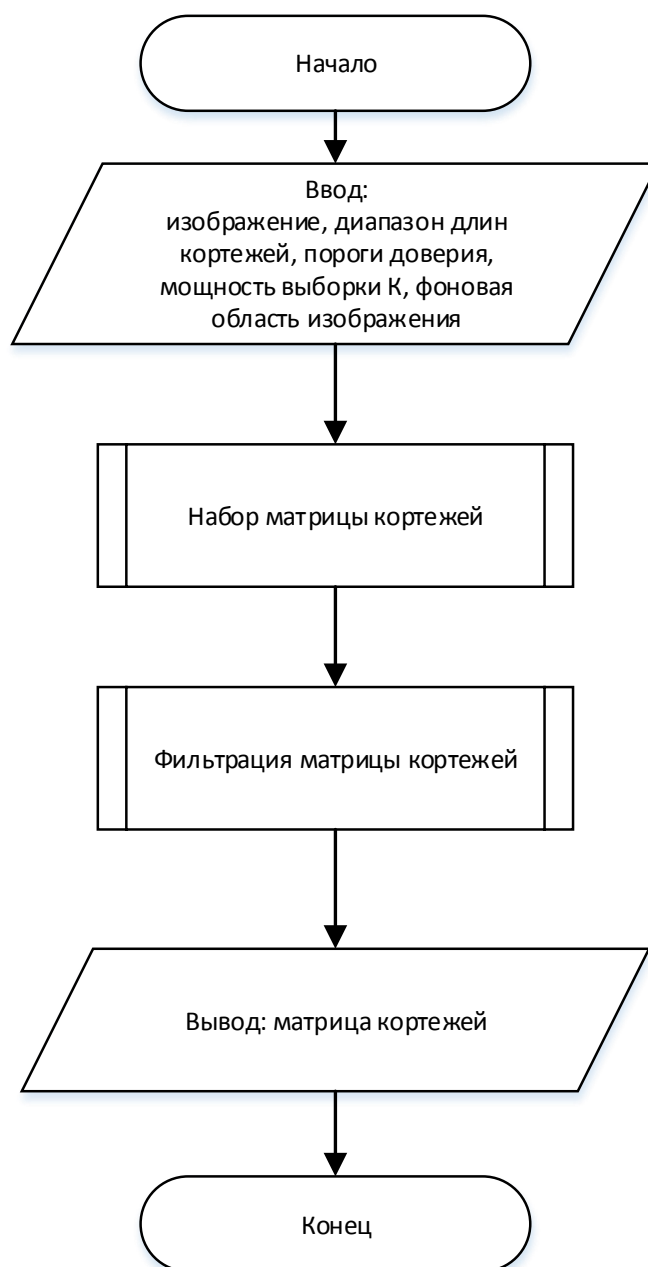 Начало
Ввод:
изображение, диапазон длин
кортежей, пороги доверия,
мощность выборки К, фоновая
область изображения
Набор матрицы кортежей
Фильтрация матрицы кортежей
Вывод: матрица кортежей
Конец